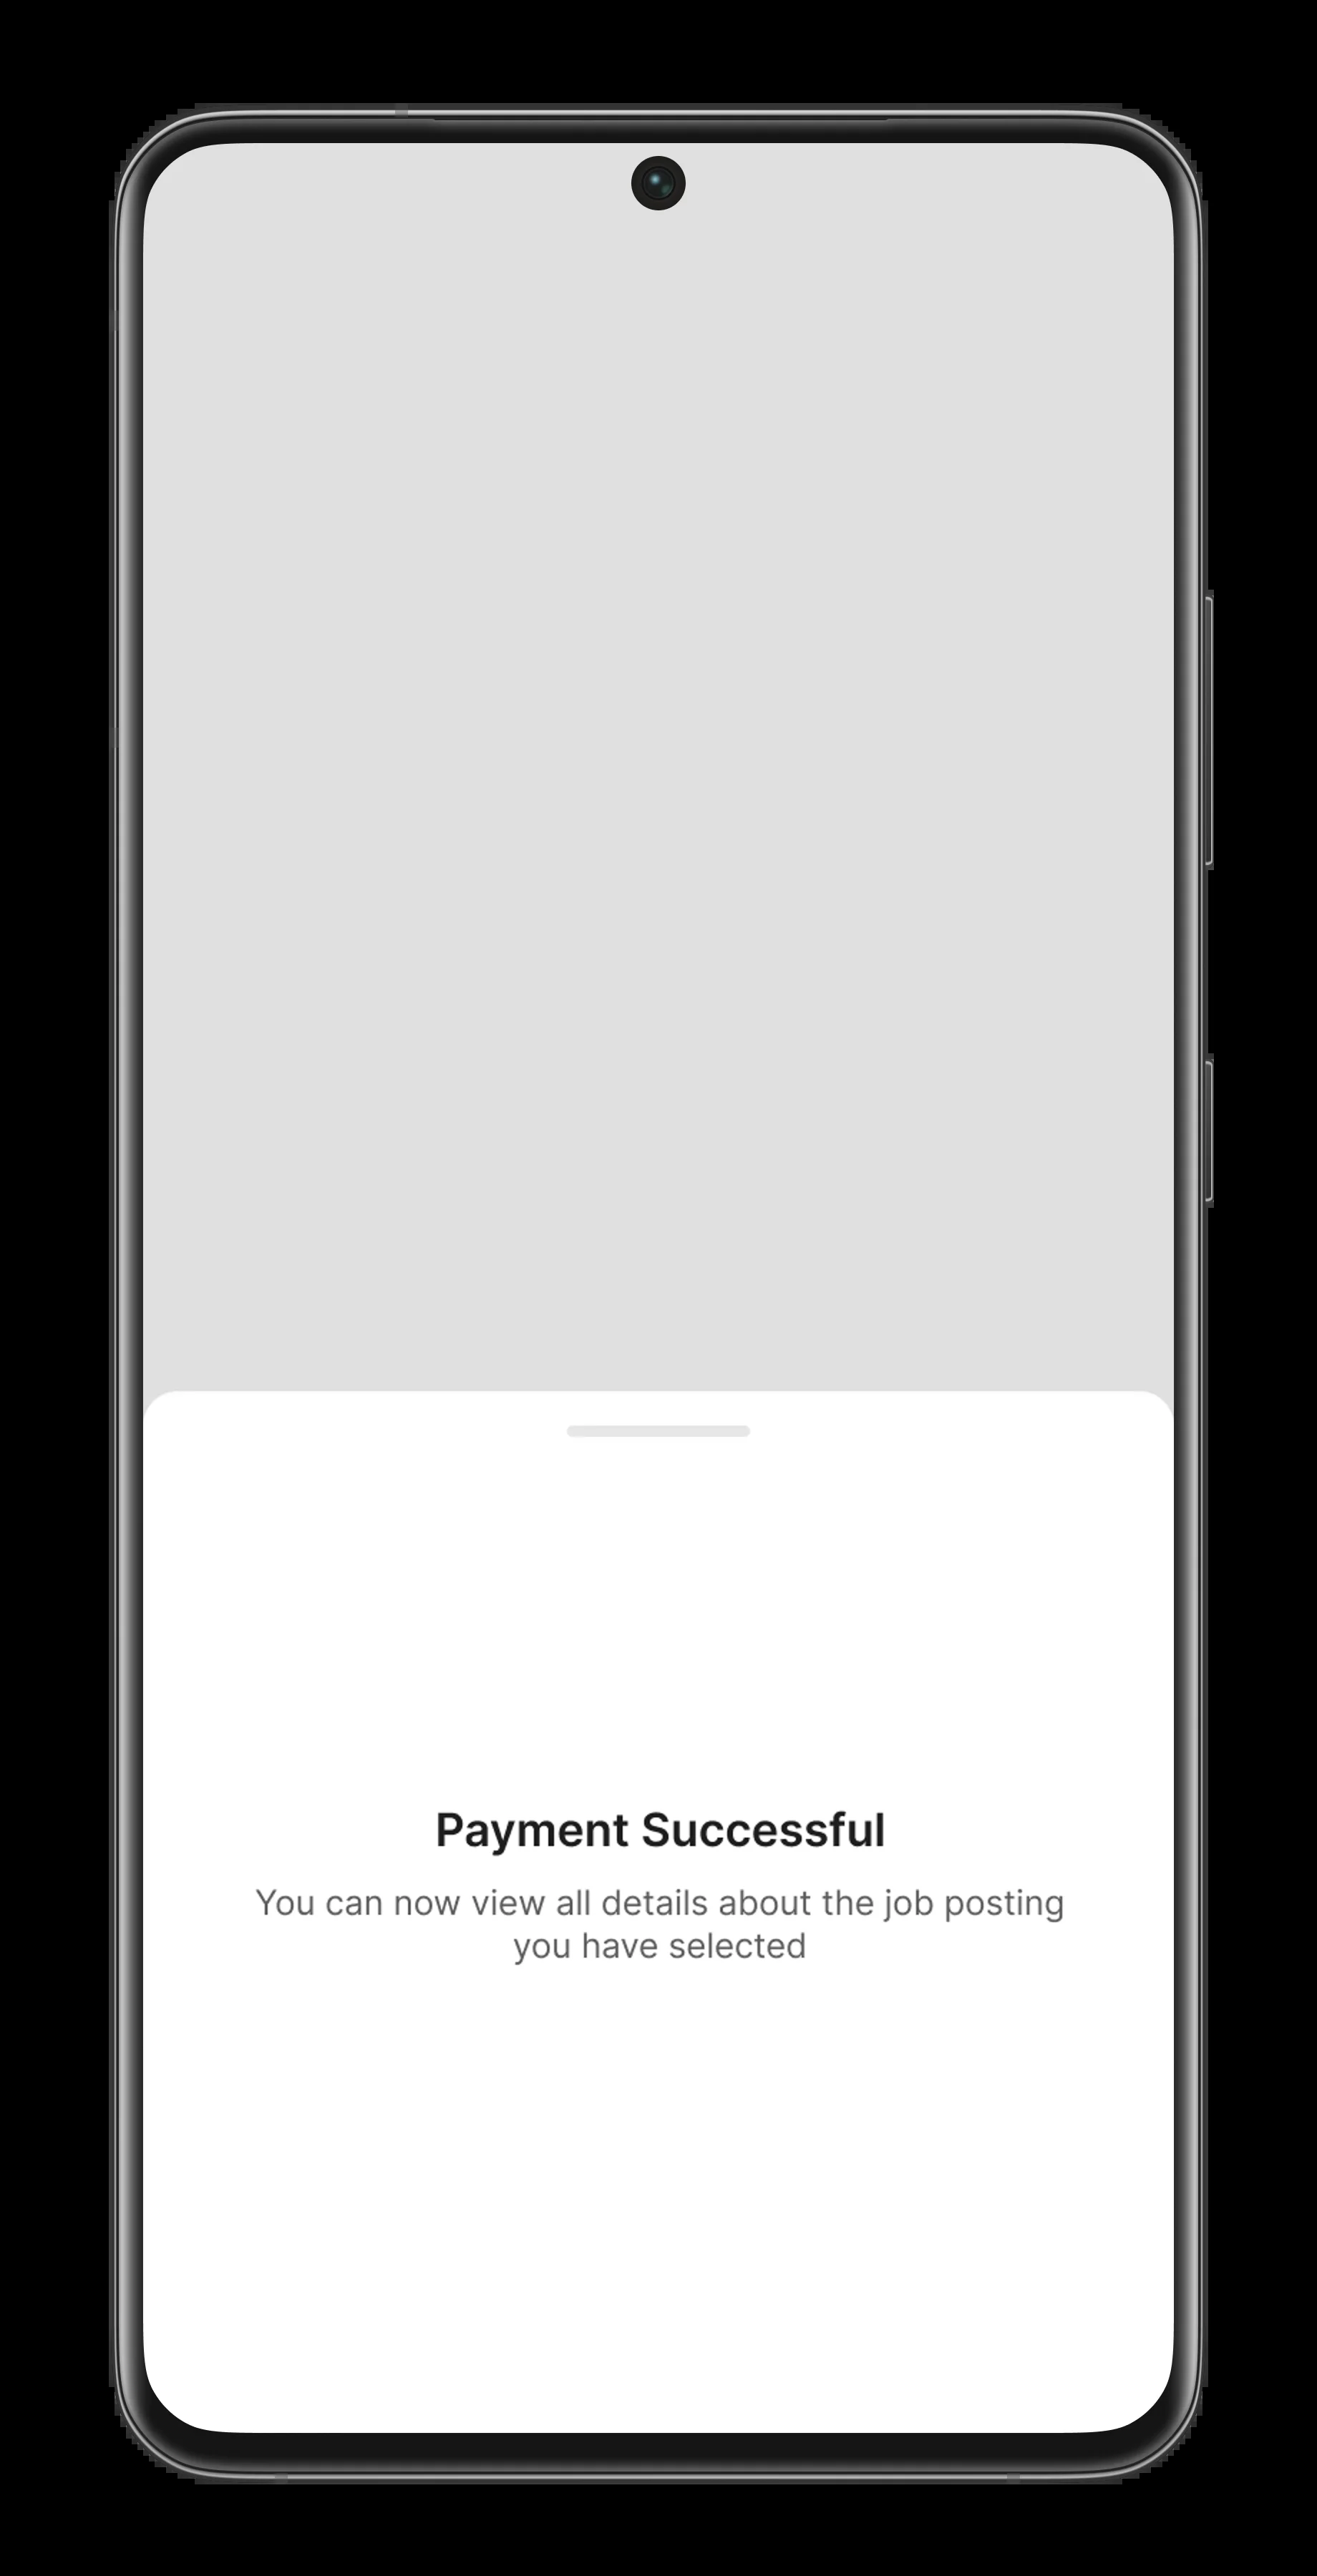 Payment Successful
You can now view all details about the job posting
you have selected